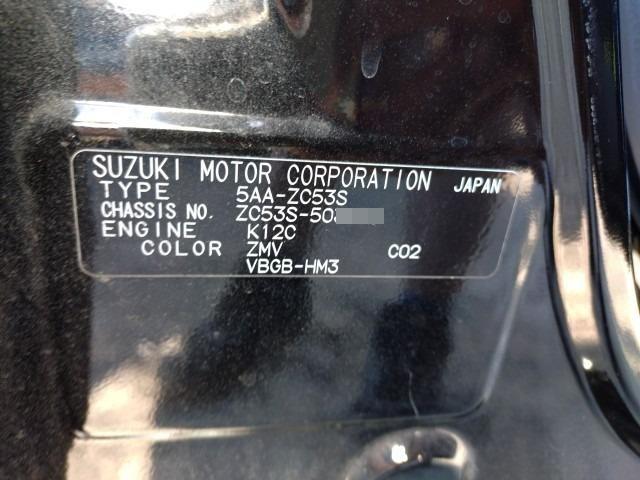 SUZUKI MOTOR CORPORATION JAPAN
TYPE 5AA-ZC53S
CHASSIS NO. ZC53S-50
ENGINE K12C
COLOR ZMV C02
VBGB-HM3